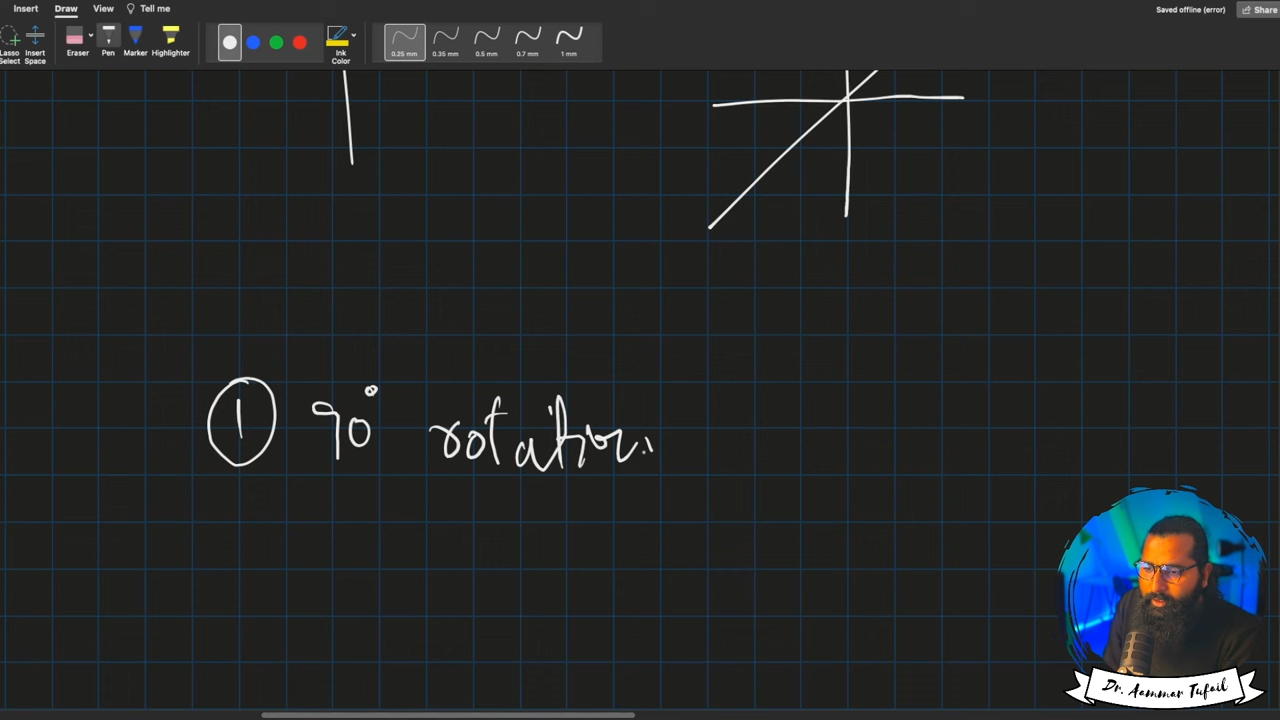 Insert Draw View Tell me Saved offline (error) Share
Lasso Select Insert Space Eraser Pen Marker Highlighter Ink Color 0.25 mm 0.35 mm 0.5 mm 0.7 mm 1 mm
1 90° rotation.
Dr. Aammar Tufail